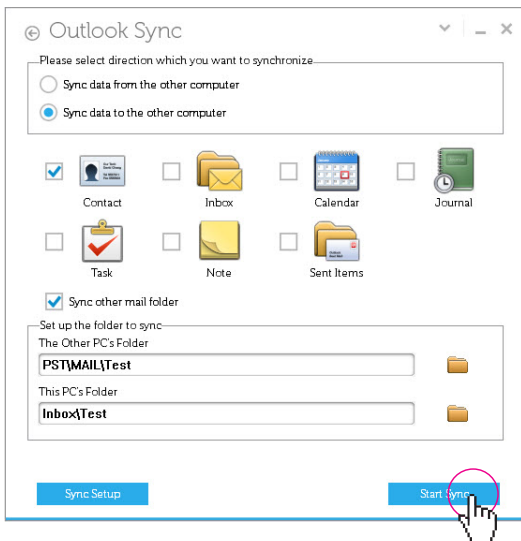 Outlook Sync
Please select direction which you want to synchronize
Sync data from the other computer
Sync data to the other computer
Contact Inbox Calendar Journal
Task Note Sent Items
Sync other mail folder
Set up the folder to sync
The Other PC's Folder
PST\MAIL\Test
This PC's Folder
Inbox\Test
Sync Setup Start Sync